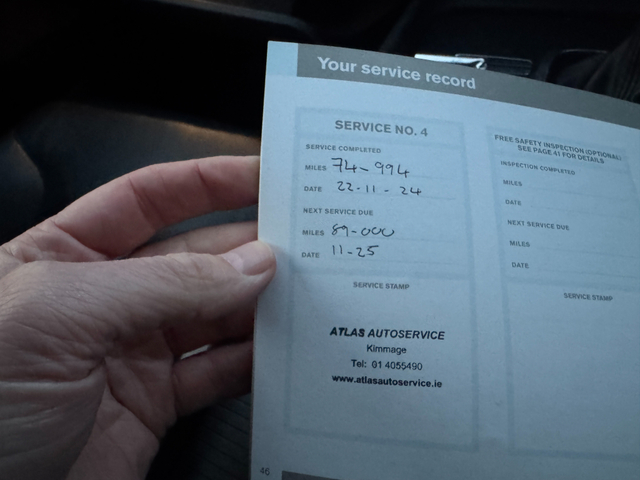 Your service record
SERVICE NO. 4
SERVICE COMPLETED
MILES 74-994
DATE 22-11-24
NEXT SERVICE DUE
MILES 89-000
DATE 11-25
SERVICE STAMP
ATLAS AUTOSERVICE
Kimmage
Tel: 01 4055490
www.atlasautoservice.ie
46
FREE SAFETY INSPECTION (OPTIONAL)
SEE PAGE 41 FOR DETAILS
INSPECTION COMPLETED
MILES
DATE
NEXT SERVICE DUE
MILES
DATE
SERVICE STAMP